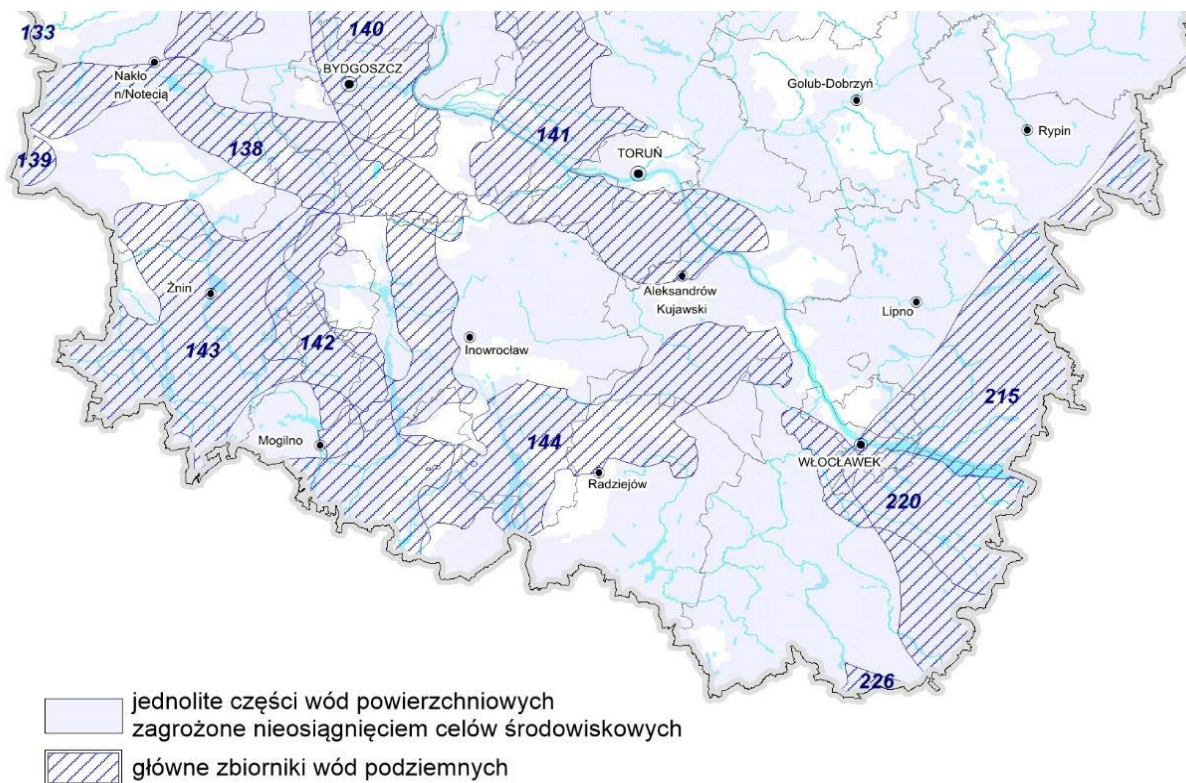 133
140
Nakło
n/Notecią
BYDGOSZCZ
Golub-Dobrzyń
141
Rypin
138
139
TORUŃ
Żnin
Aleksandrów
Kujawski
Lipno
142
143
Inowrocław
215
Mogilno
144
WŁOCŁAWEK
Radziejów
220
226
jednolite części wód powierzchniowych
zagrożone nieosiągnięciem celów środowiskowych
główne zbiorniki wód podziemnych